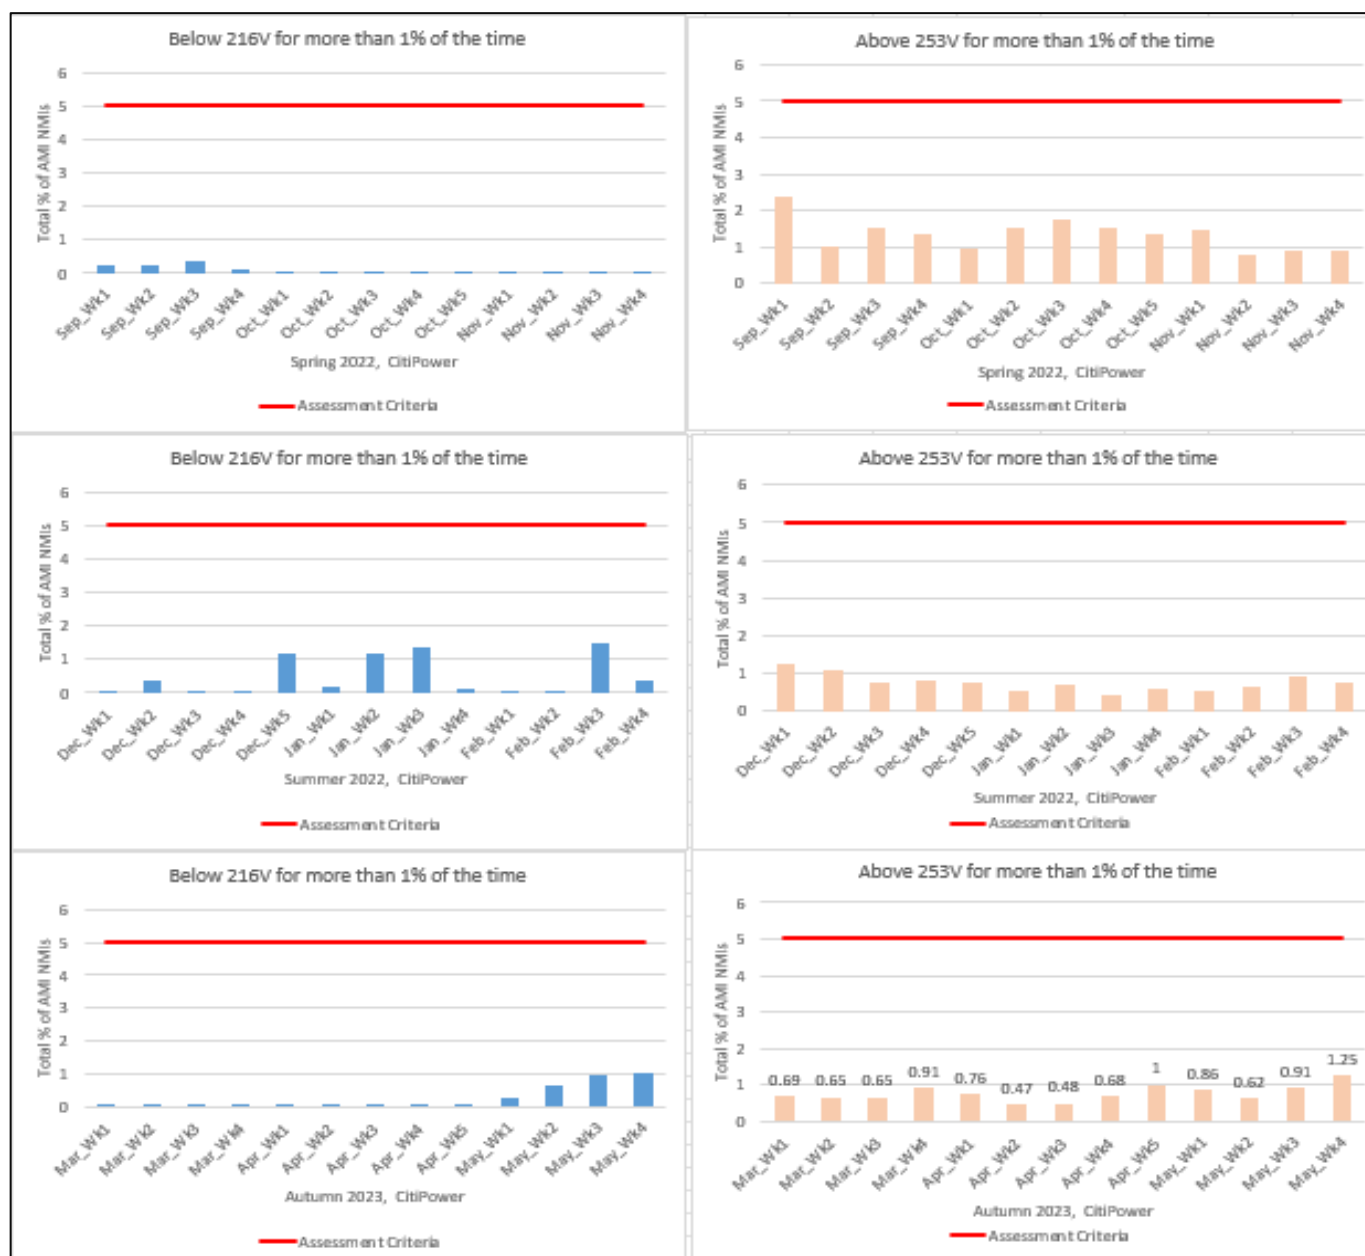 Below 216V for more than 1% of the time
Total % of AMI NMIs
6
5
4
3
2
1
0
Sep_Wk1
Sep_Wk2
Sep_Wk3
Sep_Wk4
Oct_Wk1
Oct_Wk2
Oct_Wk3
Oct_Wk4
Oct_Wk5
Nov_Wk1
Nov_Wk2
Nov_Wk3
Nov_Wk4
Spring 2022, CitiPower
Assessment Criteria
Above 253V for more than 1% of the time
Total % of AMI NMIs
6
5
4
3
2
1
0
Sep_Wk1
Sep_Wk2
Sep_Wk3
Sep_Wk4
Oct_Wk1
Oct_Wk2
Oct_Wk3
Oct_Wk4
Oct_Wk5
Nov_Wk1
Nov_Wk2
Nov_Wk3
Nov_Wk4
Spring 2022, CitiPower
Assessment Criteria
Below 216V for more than 1% of the time
Total % of AMI NMIs
6
5
4
3
2
1
0
Dec_Wk1
Dec_Wk2
Dec_Wk3
Dec_Wk4
Dec_Wk5
Jan_Wk1
Jan_Wk2
Jan_Wk3
Jan_Wk4
Feb_Wk1
Feb_Wk2
Feb_Wk3
Feb_Wk4
Summer 2022, CitiPower
Assessment Criteria
Above 253V for more than 1% of the time
Total % of AMI NMIs
6
5
4
3
2
1
0
Dec_Wk1
Dec_Wk2
Dec_Wk3
Dec_Wk4
Dec_Wk5
Jan_Wk1
Jan_Wk2
Jan_Wk3
Jan_Wk4
Feb_Wk1
Feb_Wk2
Feb_Wk3
Feb_Wk4
Summer 2022, CitiPower
Assessment Criteria
Below 216V for more than 1% of the time
Total % of AMI NMIs
6
5
4
3
2
1
0
Mar_Wk1
Mar_Wk2
Mar_Wk3
Mar_Wk4
Apr_Wk1
Apr_Wk2
Apr_Wk3
Apr_Wk4
Apr_Wk5
May_Wk1
May_Wk2
May_Wk3
May_Wk4
Autumn 2023, CitiPower
Assessment Criteria
Above 253V for more than 1% of the time
Total % of AMI NMIs
6
5
4
3
2
1
0
0.69
0.65
0.65
0.91
0.76
0.47
0.48
0.68
1
0.86
0.62
0.91
1.25
Mar_Wk1
Mar_Wk2
Mar_Wk3
Mar_Wk4
Apr_Wk1
Apr_Wk2
Apr_Wk3
Apr_Wk4
Apr_Wk5
May_Wk1
May_Wk2
May_Wk3
May_Wk4
Autumn 2023, CitiPower
Assessment Criteria